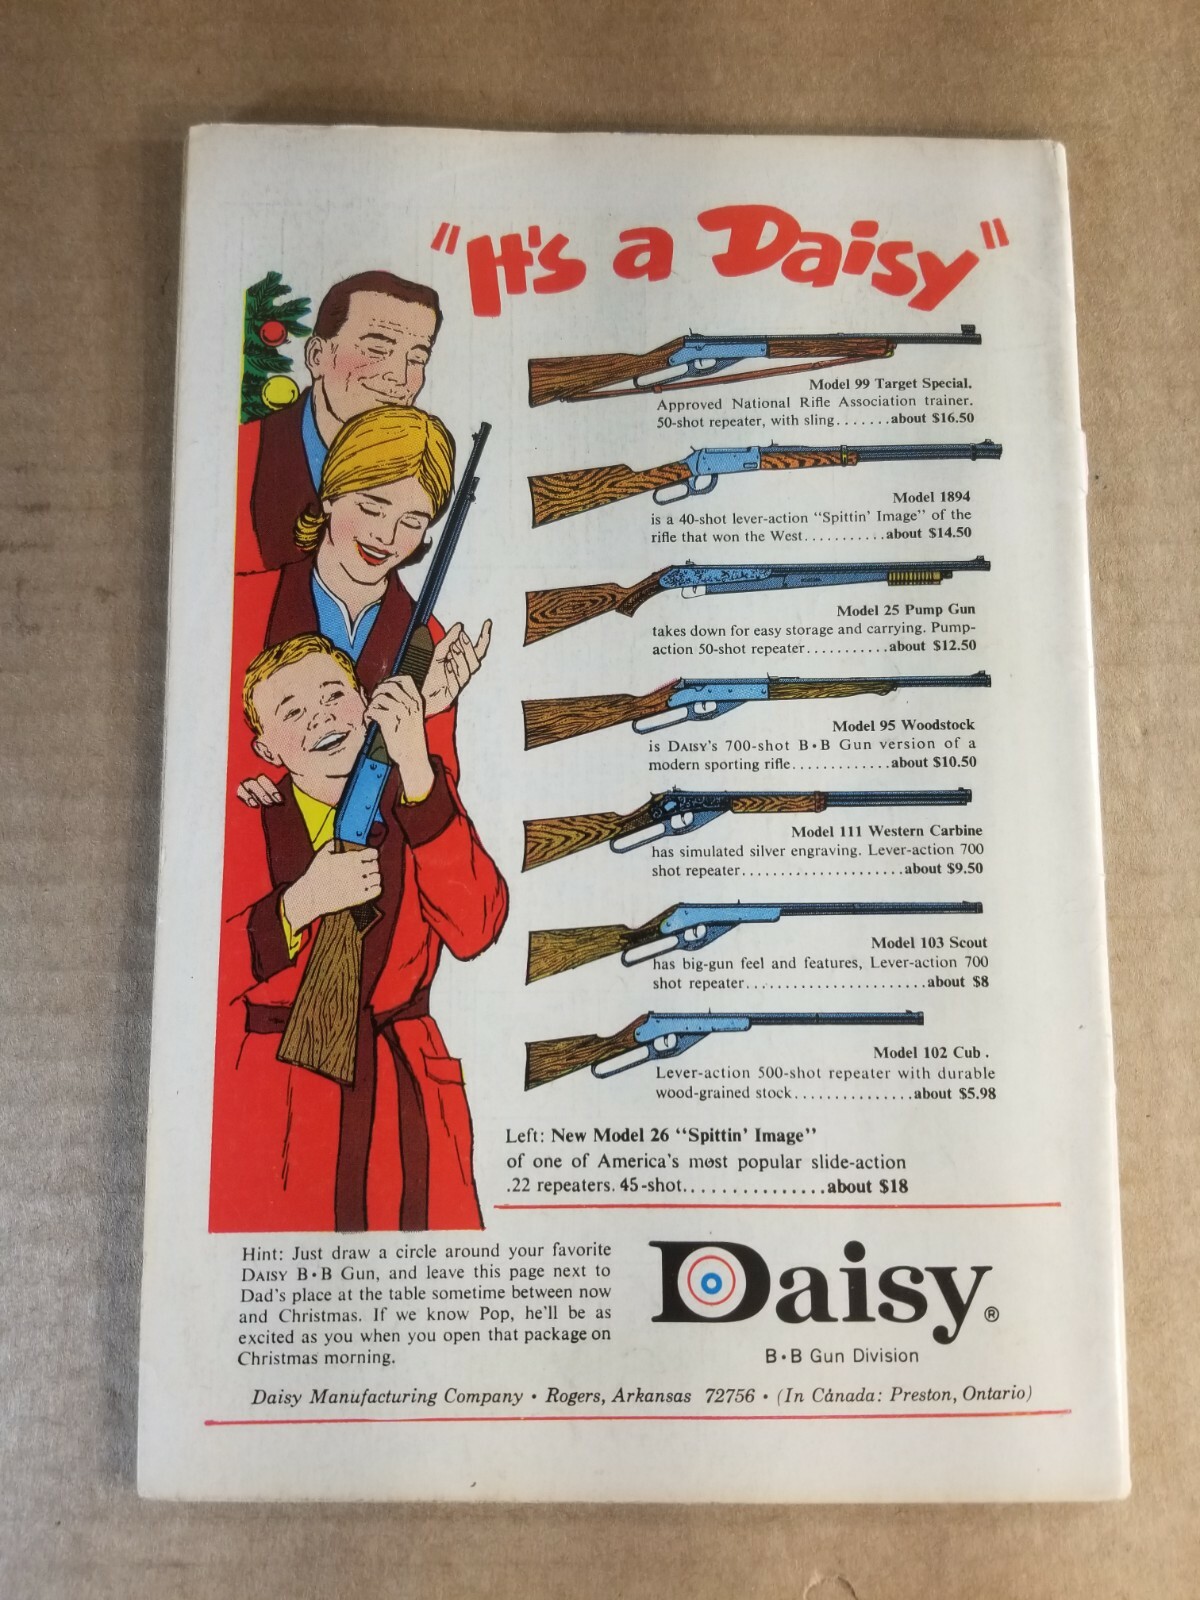 "It's a Daisy"
Model 99 Target Special.
Approved National Rifle Association trainer.
50-shot repeater, with sling.......about $16.50
Model 1894
is a 40-shot lever-action "Spittin' Image" of the
rifle that won the West...........about $14.50
Model 25 Pump Gun
takes down for easy storage and carrying. Pump-
action 50-shot repeater...........about $12.50
Model 95 Woodstock
is DAISY'S 700-shot B•B Gun version of a
modern sporting rifle.............about $10.50
Model 111 Western Carbine
has simulated silver engraving. Lever-action 700
shot repeater.....................about $9.50
Model 103 Scout
has big-gun feel and features, Lever-action 700
shot repeater.......................about $8
Model 102 Cub.
Lever-action 500-shot repeater with durable
wood-grained stock...............about $5.98
Left: New Model 26 "Spittin' Image"
of one of America's most popular slide-action
.22 repeaters. 45-shot...............about $18
Hint: Just draw a circle around your favorite
DAISY B•B Gun, and leave this page next to
Dad's place at the table sometime between now
and Christmas. If we know Pop, he'll be as
excited as you when you open that package on
Christmas morning.
Daisy®
B•B Gun Division
Daisy Manufacturing Company • Rogers, Arkansas 72756 • (In Canada: Preston, Ontario)